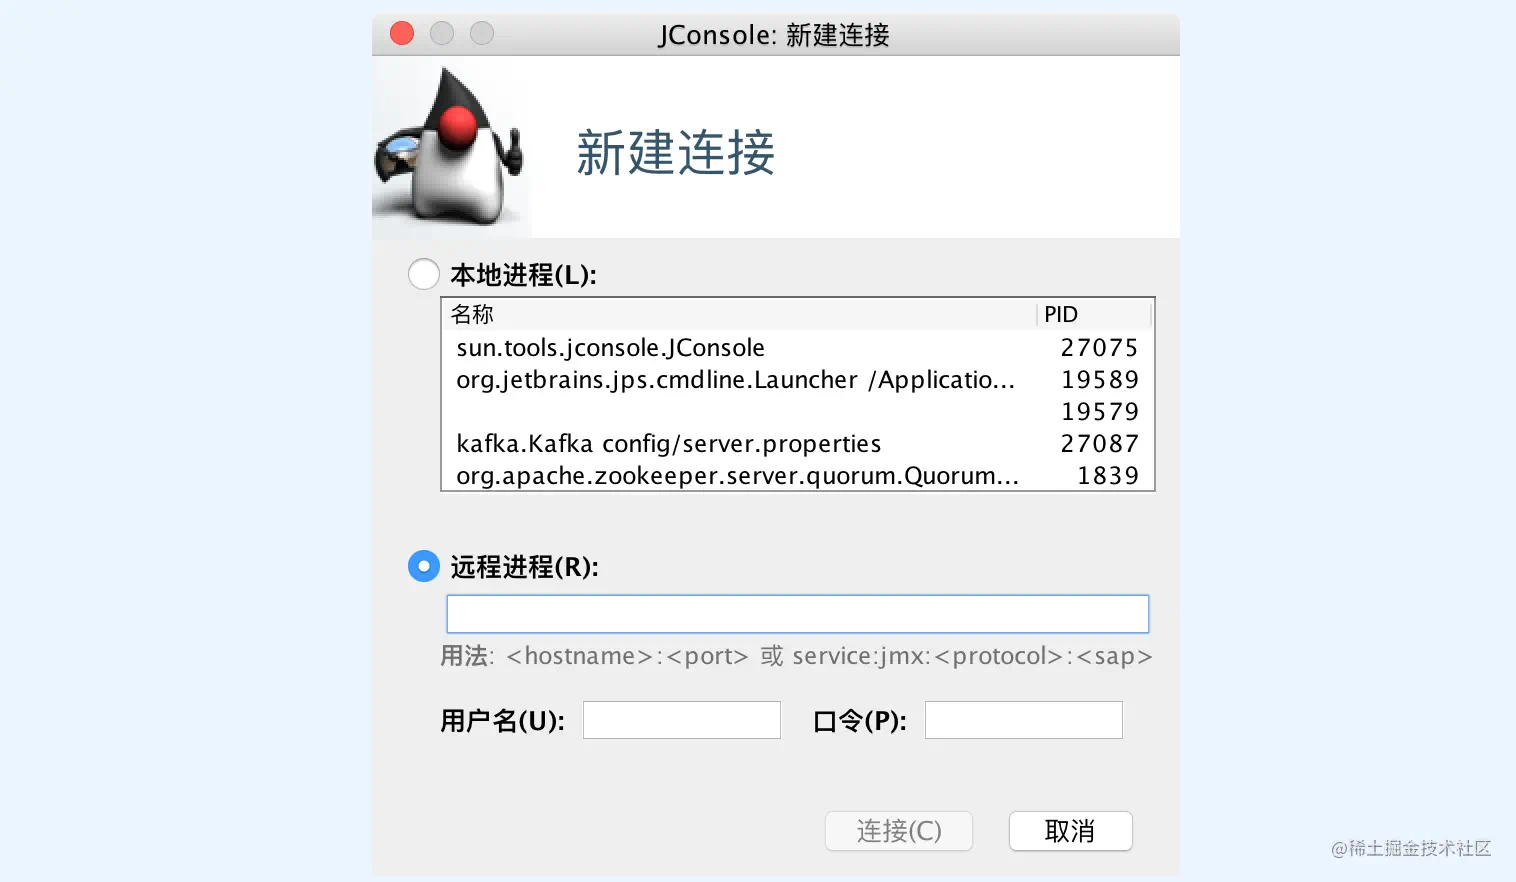 JConsole: 新建连接
新建连接
本地进程(L):
名称 PID
sun.tools.jconsole.JConsole 27075
org.jetbrains.jps.cmdline.Launcher /Applicatio... 19589
19579
kafka.Kafka config/server.properties 27087
org.apache.zookeeper.server.quorum.Quorum... 1839
远程进程(R):
用法: <hostname>:<port> 或 service:jmx:<protocol>:<sap>
用户名(U): 口令(P):
连接(C) 取消
@稀土掘金技术社区